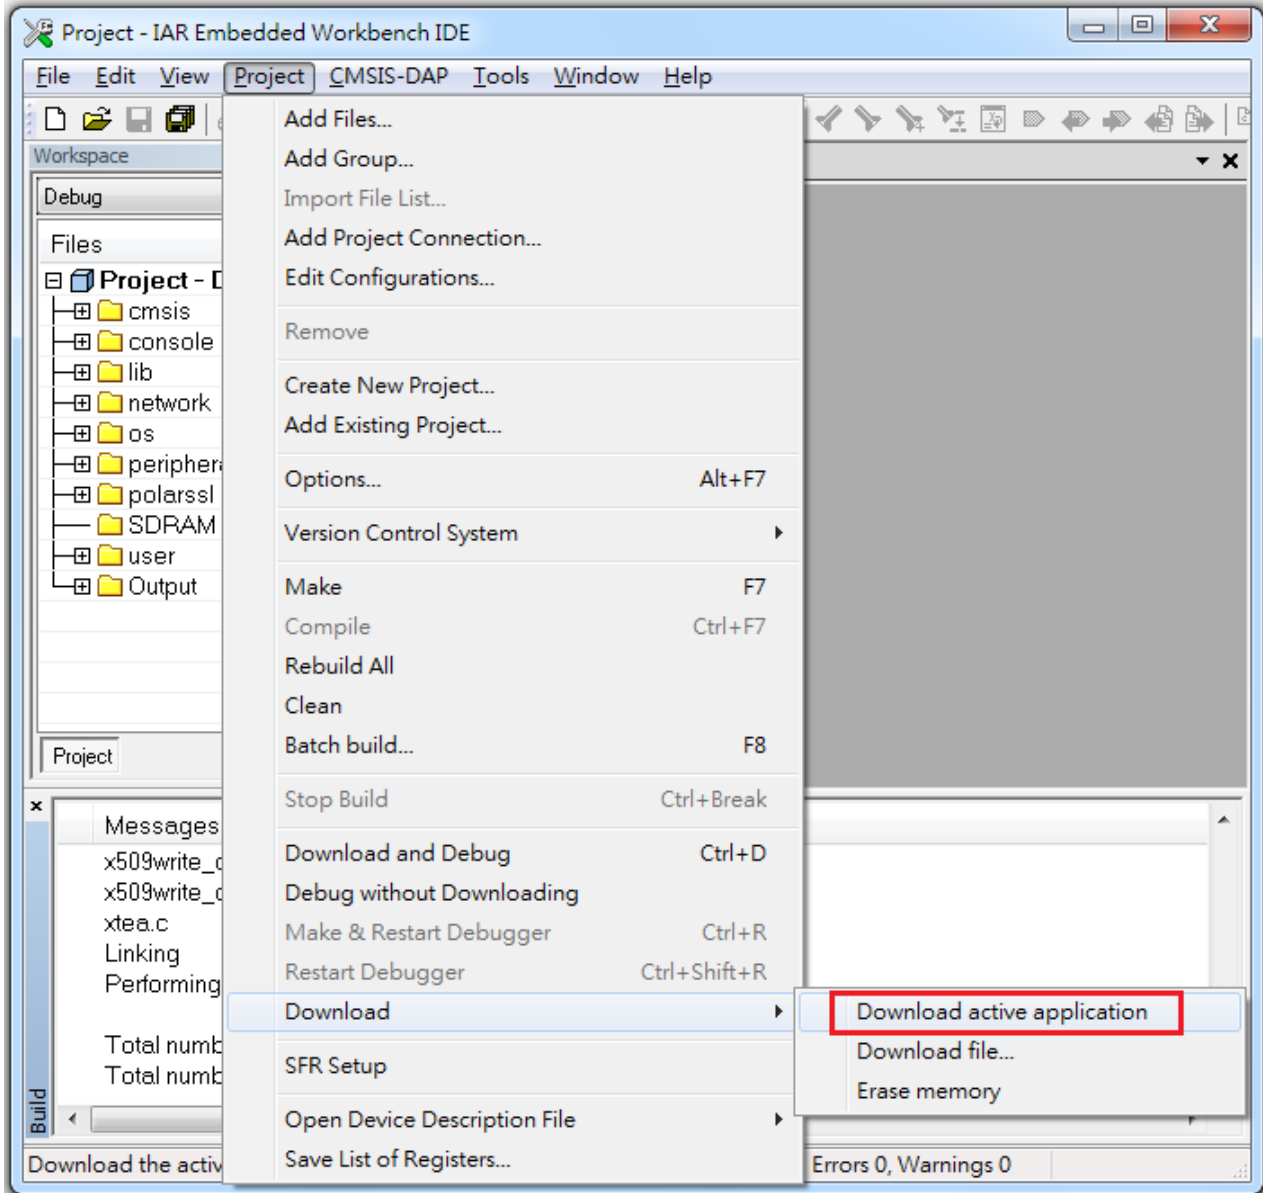 Project - IAR Embedded Workbench IDE
File Edit View Project CMSIS-DAP Tools Window Help
Workspace
Debug
Files
Project - D
cmsis
console
lib
network
os
periphera
polarssl
SDRAM
user
Output
Project
Add Files...
Add Group...
Import File List...
Add Project Connection...
Edit Configurations...
Remove
Create New Project...
Add Existing Project...
Options... Alt+F7
Version Control System
Make F7
Compile Ctrl+F7
Rebuild All
Clean
Batch build... F8
Stop Build Ctrl+Break
Download and Debug Ctrl+D
Debug without Downloading
Make & Restart Debugger Ctrl+R
Restart Debugger Ctrl+Shift+R
Download
SFR Setup
Open Device Description File
Save List of Registers...
Download active application
Download file...
Erase memory
Messages
x509write_c
x509write_c
xtea.c
Linking
Performing
Total numb
Total numb
Build
Download the activ
Errors 0, Warnings 0